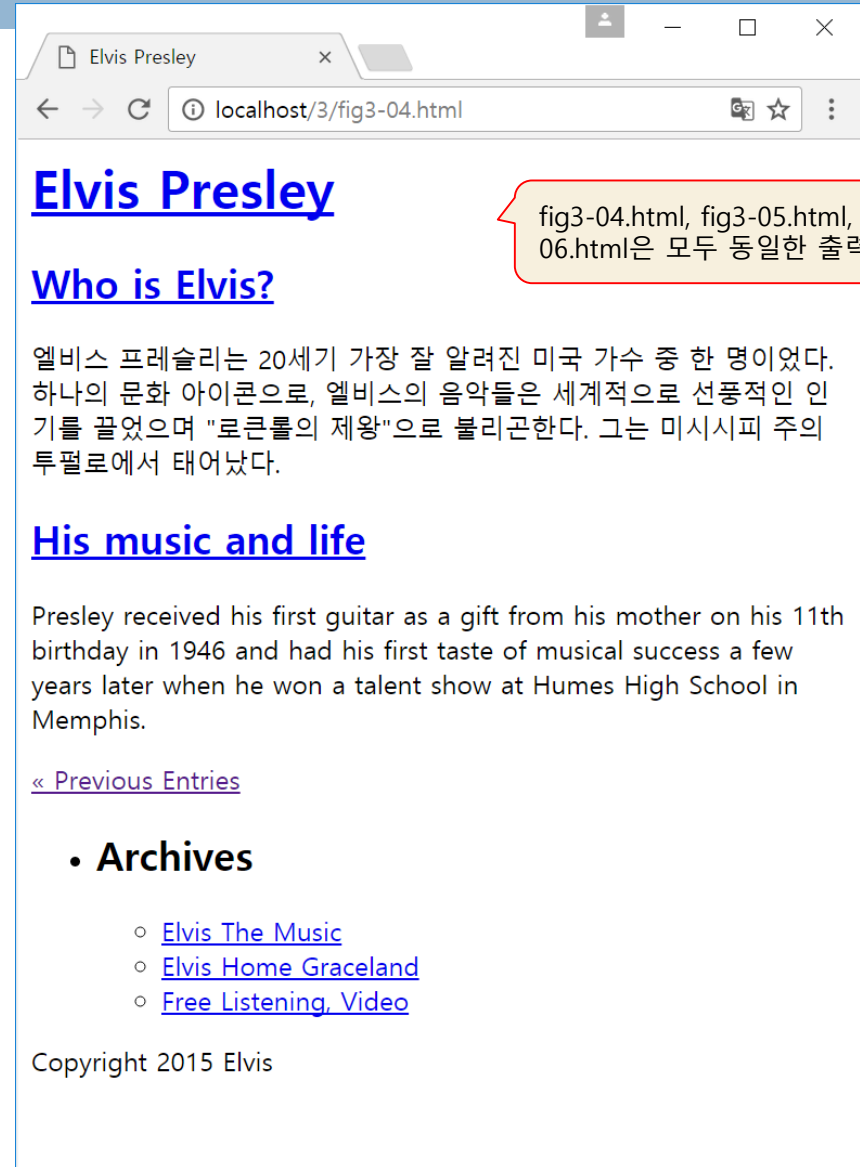 Elvis Presley
localhost/3/fig3-04.html
Elvis Presley
fig3-04.html, fig3-05.html,
06.html은 모두 동일한
Who is Elvis?
엘비스 프레슬리는 20세기 가장 잘 알려진 미국 가수 중 한 명이었다.
하나의 문화 아이콘으로, 엘비스의 음악들은 세계적으로 선풍적인 인
기를 끌었으며 "로큰롤의 제왕"으로 불리곤한다. 그는 미시시피 주의
투펄로에서 태어났다.
His music and life
Presley received his first guitar as a gift from his mother on his 11th
birthday in 1946 and had his first taste of musical success a few
years later when he won a talent show at Humes High School in
Memphis.
« Previous Entries
• Archives
○ Elvis The Music
○ Elvis Home Graceland
○ Free Listening, Video
Copyright 2015 Elvis